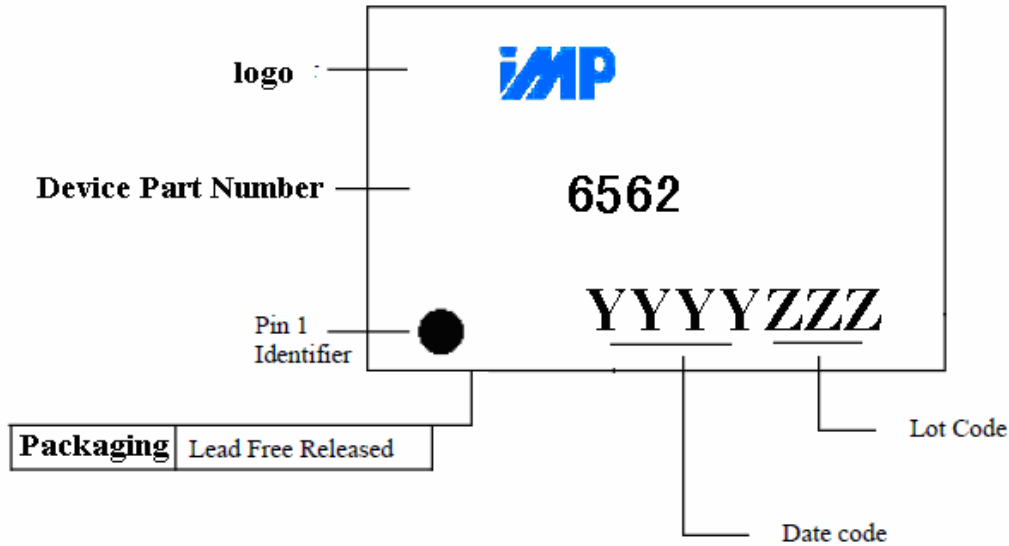 logo :
iMP
Device Part Number
6562
YYYYZZZ
Pin 1
Identifier
Packaging Lead Free Released
Lot Code
Date code